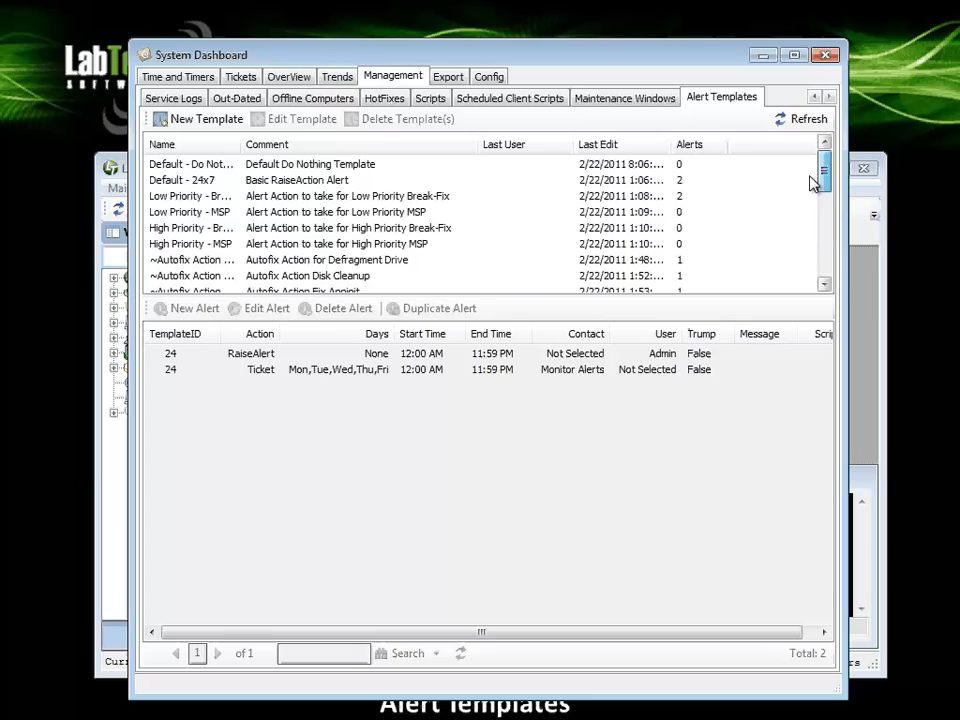 LabTe
SOFTW
System Dashboard
Time and Timers Tickets OverView Trends Management Export Config
Service Logs Out-Dated Offline Computers HotFixes Scripts Scheduled Client Scripts Maintenance Windows Alert Templates
New Template Edit Template Delete Template(s) Refresh
Name Comment Last User Last Edit Alerts
Default - Do Not... Default Do Nothing Template 2/22/2011 8:06:... 0
Default - 24x7 Basic RaiseAction Alert 2/22/2011 1:06:... 2
Low Priority - Br... Alert Action to take for Low Priority Break-Fix 2/22/2011 1:08:... 2
Low Priority - MSP Alert Action to take for Low Priority MSP 2/22/2011 1:09:... 0
High Priority - Br... Alert Action to take for High Priority Break-Fix 2/22/2011 1:10:... 0
High Priority - MSP Alert Action to take for High Priority MSP 2/22/2011 1:10:... 0
~Autofix Action ... Autofix Action for Defragment Drive 2/22/2011 1:48:... 1
~Autofix Action ... Autofix Action Disk Cleanup 2/22/2011 1:52:... 1
~Autofix Action Autofix Action Fix Appinit 2/22/2011 1:53:... 1
New Alert Edit Alert Delete Alert Duplicate Alert
TemplateID Action Days Start Time End Time Contact User Trump Message Scrip
24 RaiseAlert None 12:00 AM 11:59 PM Not Selected Admin False
24 Ticket Mon,Tue,Wed,Thu,Fri 12:00 AM 11:59 PM Monitor Alerts Not Selected False
1 of 1 Search Total: 2
Mai
Curr
rs
Alert Templates